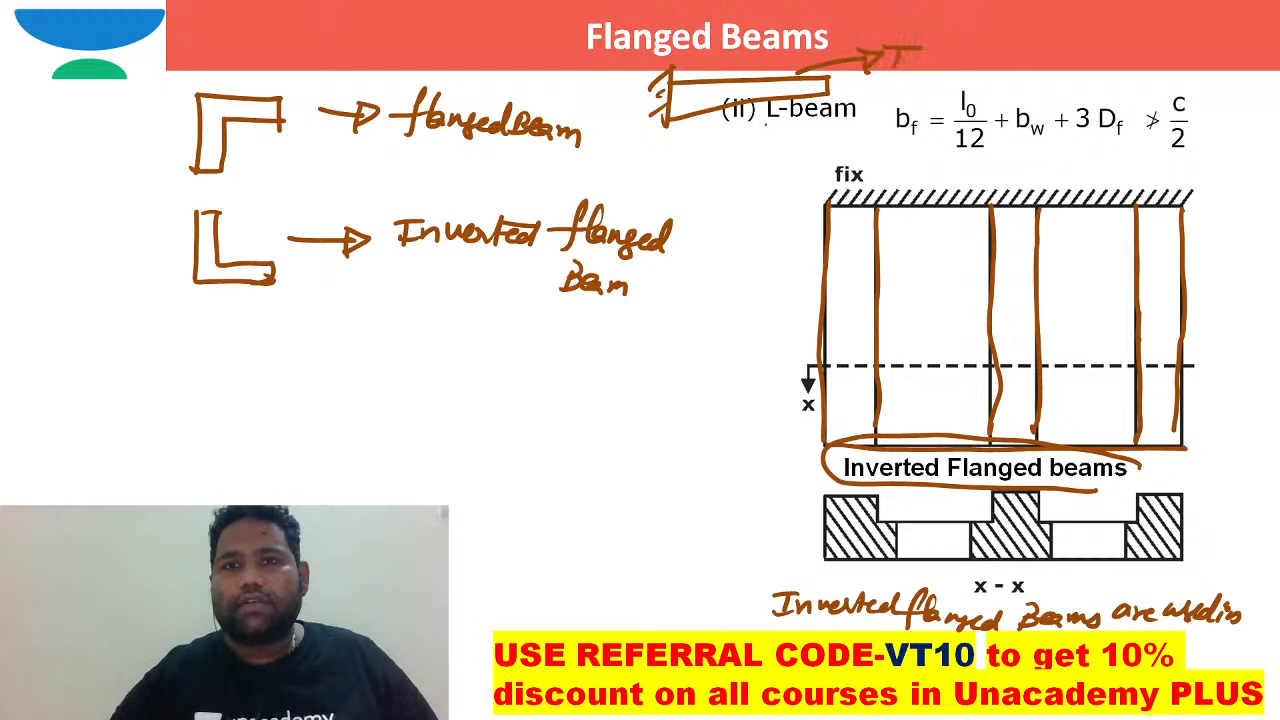 Flanged Beams
T
flanged Beam
(ii) L-beam
b_f = l_0/12 + b_w + 3 D_f ≯ c/2
fix
Inverted flanged
Beam
x
Inverted Flanged beams
x - x
Inverted flanged Beams are used in
USE REFERRAL CODE-VT10 to get 10%
discount on all courses in Unacademy PLUS
unacademy